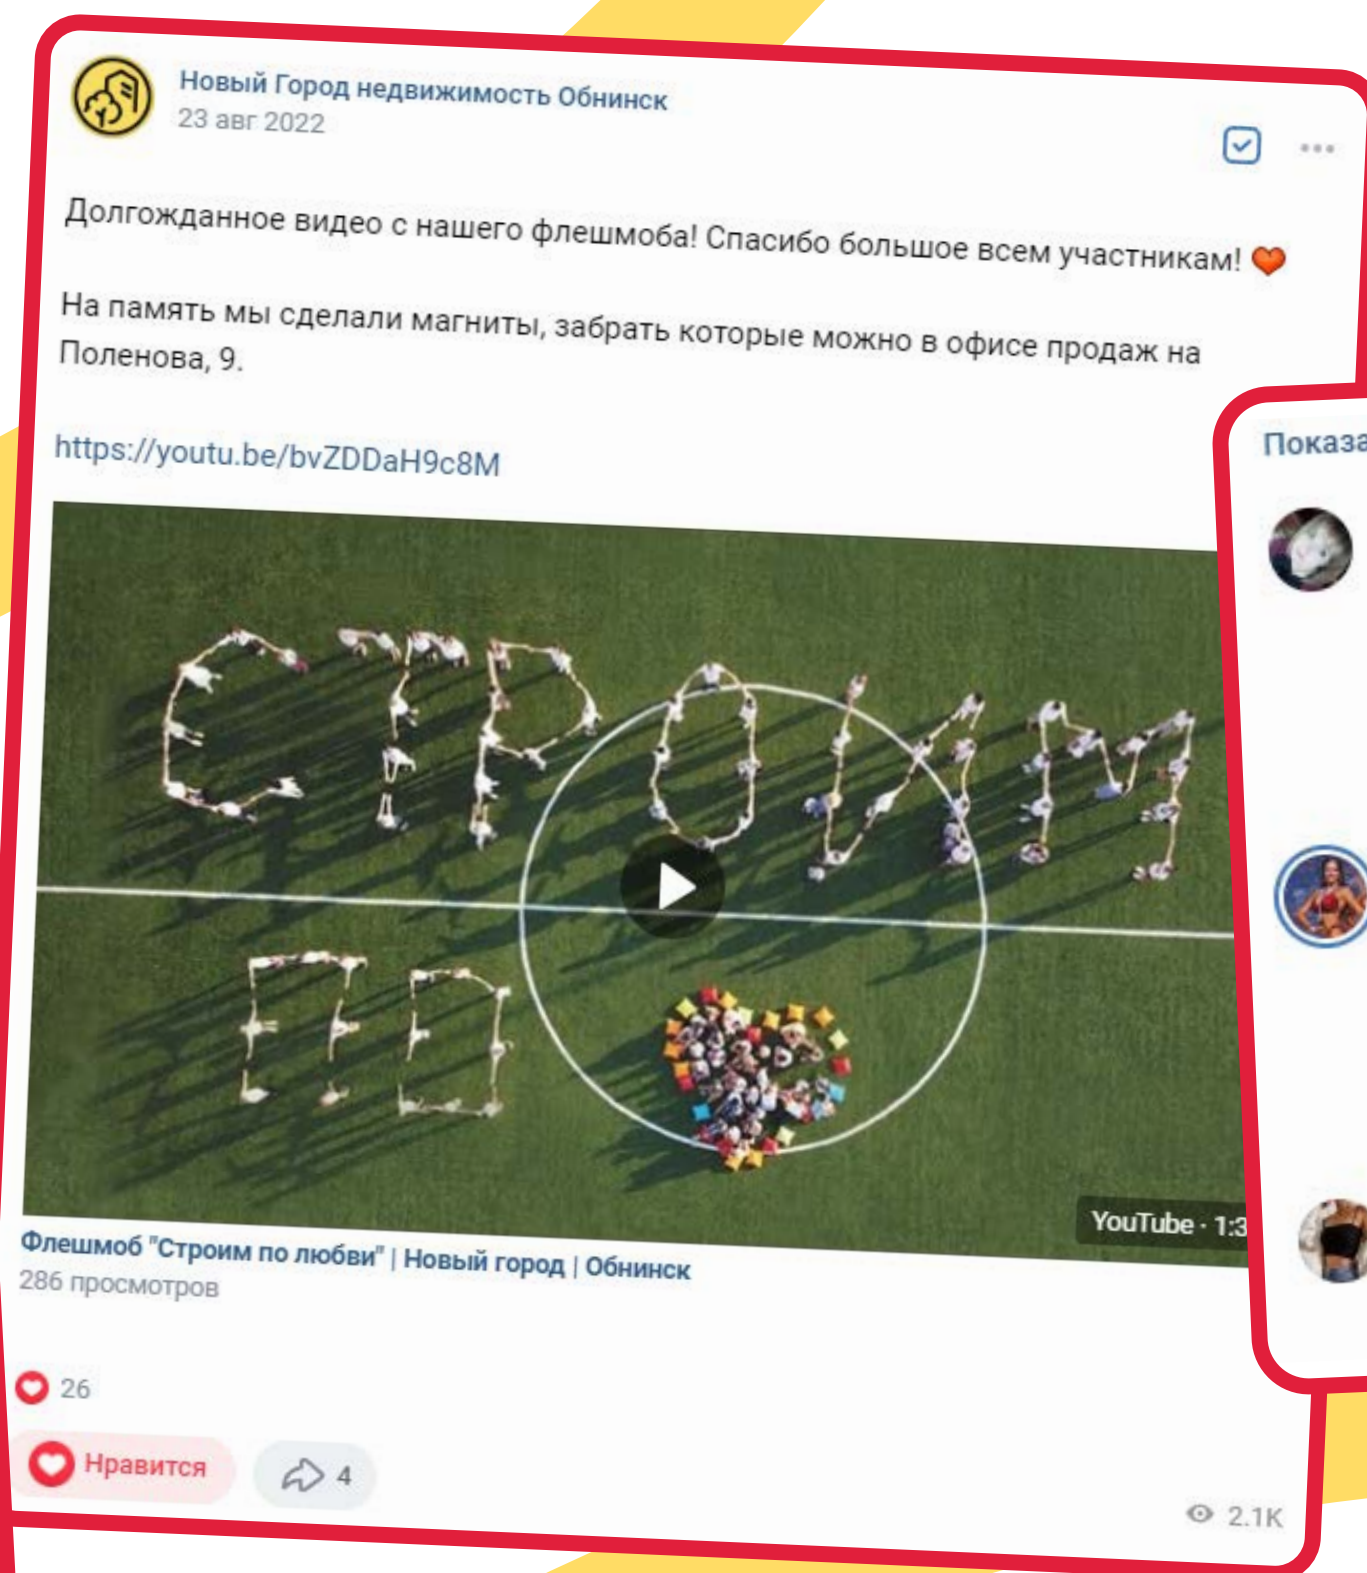 Новый Город недвижимость Обнинск
23 авг 2022
Долгожданное видео с нашего флешмоба! Спасибо большое всем участникам! ❤
На память мы сделали магниты, забрать которые можно в офисе продаж на
Поленова, 9.
https://youtu.be/bvZDDaH9c8M
СТРОИМ
ПО
YouTube · 1:3
Флешмоб "Строим по любви" | Новый город | Обнинск
286 просмотров
26
Нравится
4
2.1K
Показа